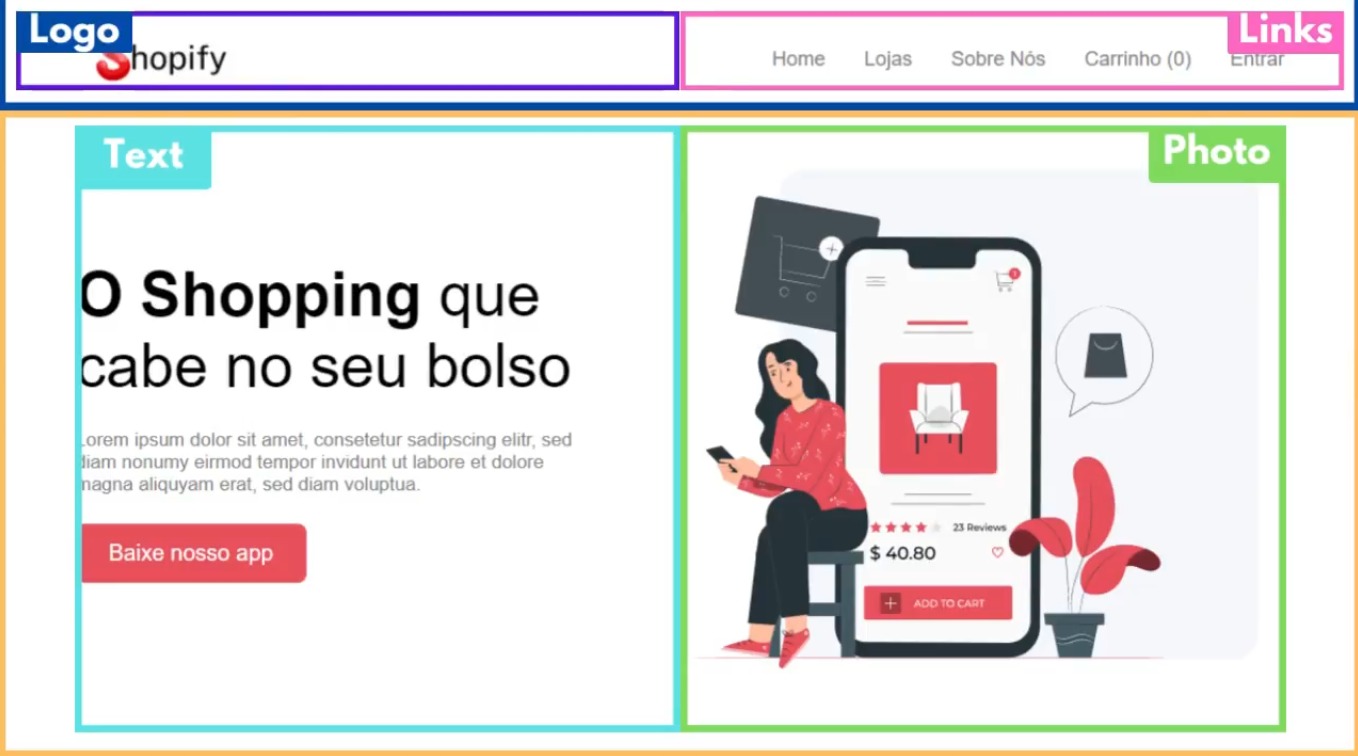 Logo
Shopify
Home Lojas Sobre Nós Carrinho (0) Entrar
Links
Text
O Shopping que
cabe no seu bolso
Lorem ipsum dolor sit amet, consetetur sadipscing elitr, sed
diam nonumy eirmod tempor invidunt ut labore et dolore
magna aliquyam erat, sed diam voluptua.
Baixe nosso app
Photo
23 Reviews
$ 40.80
ADD TO CART